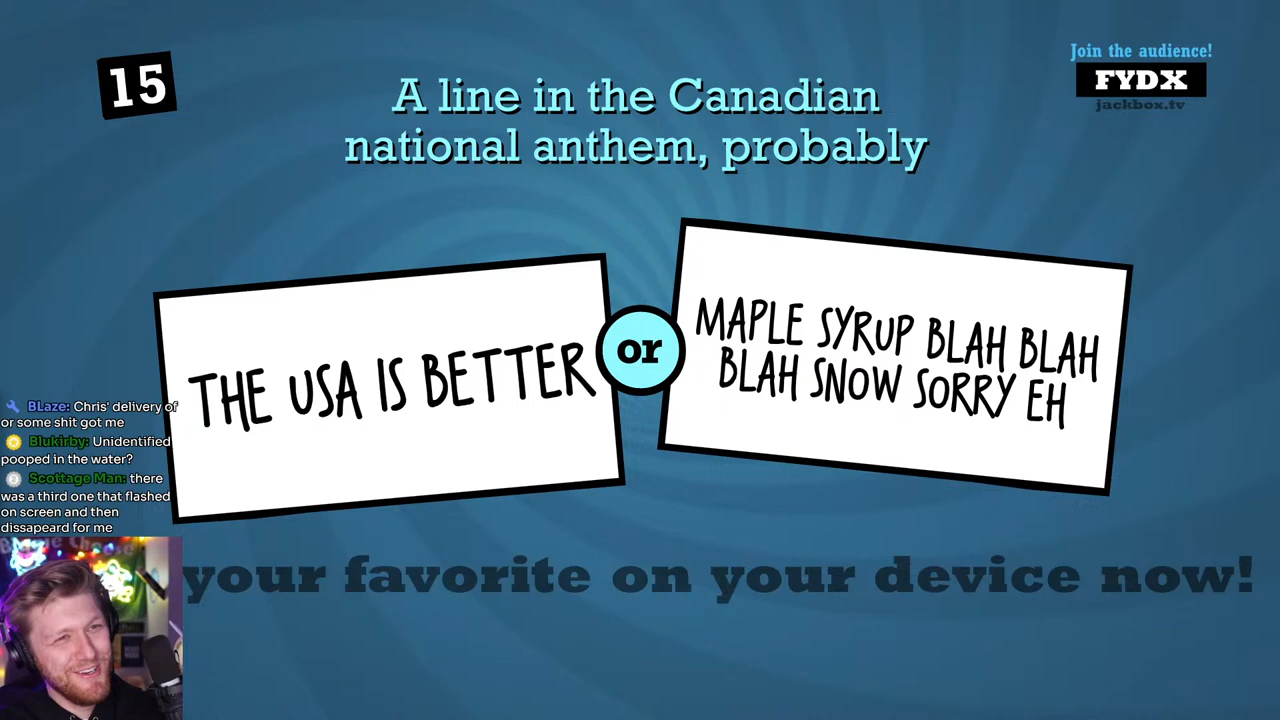 15
A line in the Canadian
national anthem, probably
Join the audience!
FYDX
jackbox.tv
THE USA IS BETTER
or
MAPLE SYRUP BLAH BLAH
BLAH SNOW SORRY EH
BLaze: Chris' delivery of
or some shit got me
Blukirby: Unidentified
pooped in the water?
Scottage Man: there
was a third one that flashed
on screen and then
dissapeard for me
your favorite on your device now!